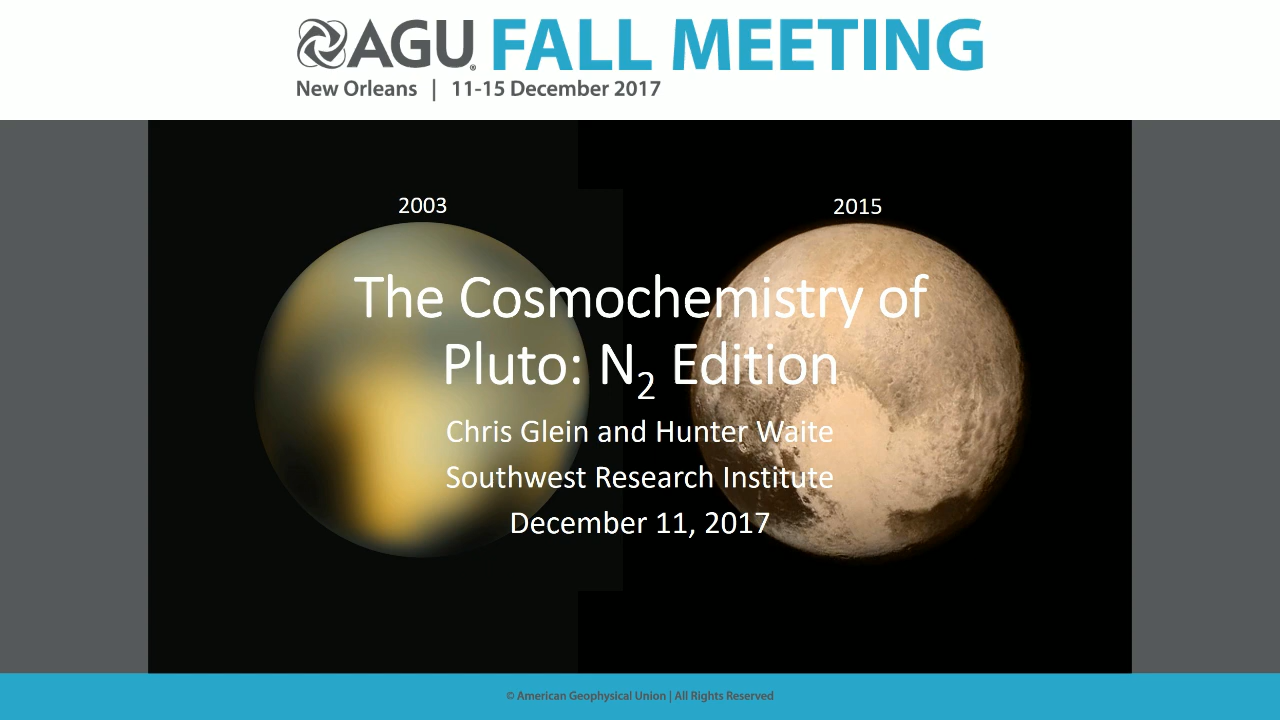 AGU FALL MEETING
New Orleans | 11-15 December 2017
2003
2015
The Cosmochemistry of
Pluto: N₂ Edition
Chris Glein and Hunter Waite
Southwest Research Institute
December 11, 2017
© American Geophysical Union | All Rights Reserved